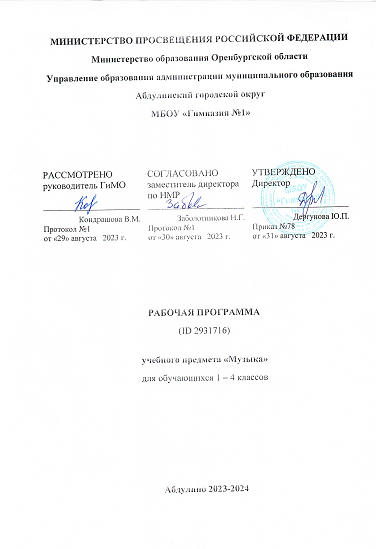 МИНИСТЕРСТВО ПРОСВЕЩЕНИЯ РОССИЙСКОЙ ФЕДЕРАЦИИ
Министерство образования Оренбургской области
Управление образования администрации муниципального образования
Абдулинский городской округ
МБОУ «Гимназия №1»
РАССМОТРЕНО
руководитель ГиМО
Кондрашова В.М.
Протокол №1
от «29» августа 2023 г.
СОГЛАСОВАНО
заместитель директора
по НМР
Заболотникова Н.Г.
Протокол №1
от «30» августа 2023 г.
УТВЕРЖДЕНО
Директор
Дергунова Ю.П.
Приказ №78
от «31» августа 2023 г.
РАБОЧАЯ ПРОГРАММА
(ID 2931716)
учебного предмета «Музыка»
для обучающихся 1 – 4 классов
Абдулино 2023-2024